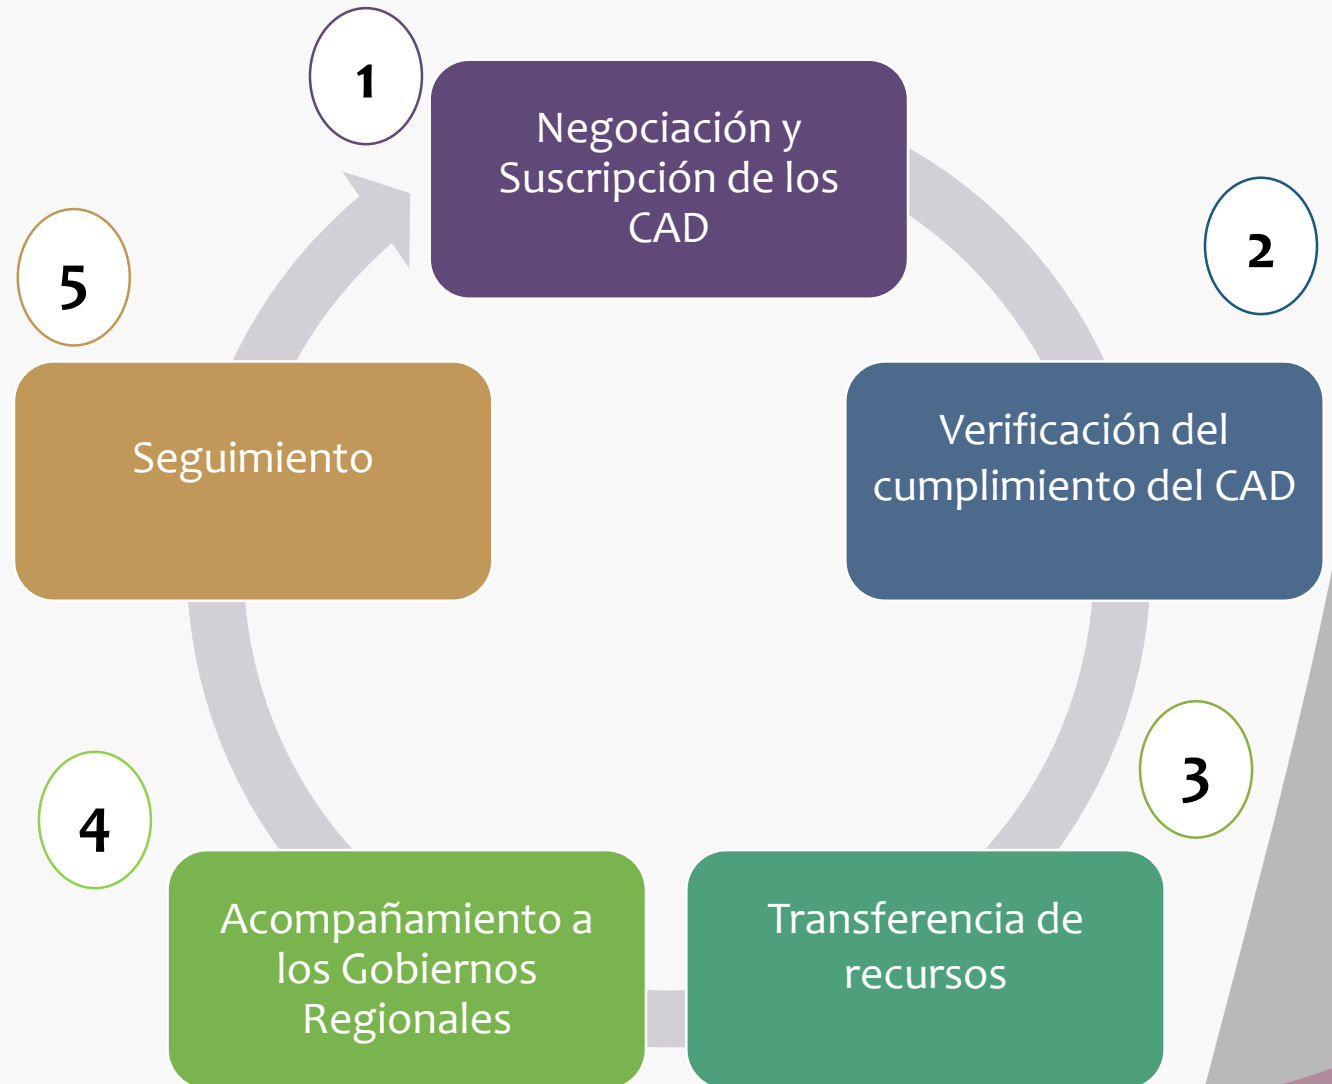 1
Negociación y
Suscripción de los
CAD
2
Verificación del
cumplimiento del CAD
3
Transferencia de
recursos
4
Acompañamiento a
los Gobiernos
Regionales
5
Seguimiento